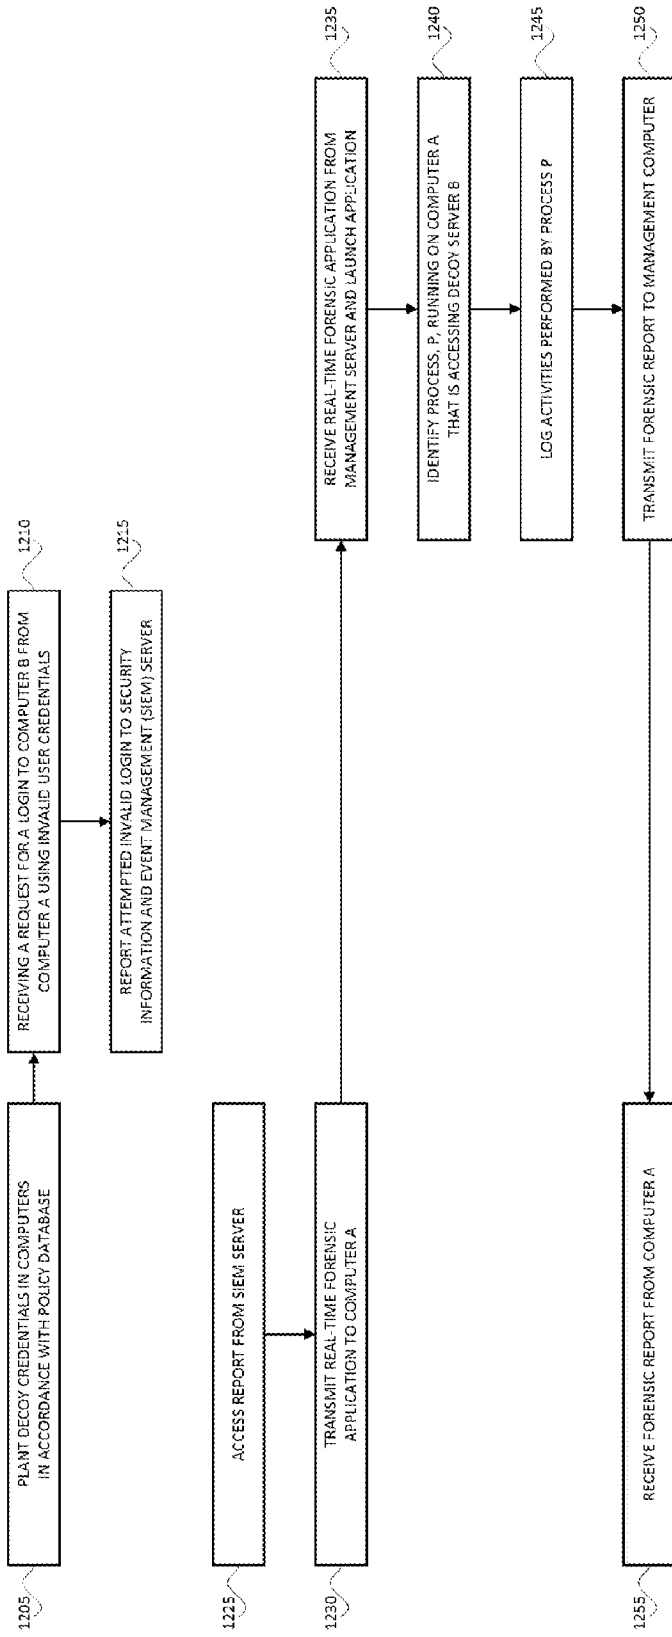 1205
PLANT DECOY CREDENTIALS IN COMPUTERS
IN ACCORDANCE WITH POLICY DATABASE
RECEIVING A REQUEST FOR A LOGIN TO COMPUTER B FROM
COMPUTER A USING INVALID USER CREDENTIALS
1210
REPORT ATTEMPTED INVALID LOGIN TO SECURITY
INFORMATION AND EVENT MANAGEMENT (SIEM) SERVER
1215
1225
ACCESS REPORT FROM SIEM SERVER
1230
TRANSMIT REAL-TIME FORENSIC
APPLICATION TO COMPUTER A
RECEIVE REAL-TIME FORENSIC APPLICATION FROM
MANAGEMENT SERVER AND LAUNCH APPLICATION
1235
IDENTIFY PROCESS, P, RUNNING ON COMPUTER A
THAT IS ACCESSING DECOY SERVER B
1240
LOG ACTIVITIES PERFORMED BY PROCESS P
1245
TRANSMIT FORENSIC REPORT TO MANAGEMENT COMPUTER
1250
1255
RECEIVE FORENSIC REPORT FROM COMPUTER A